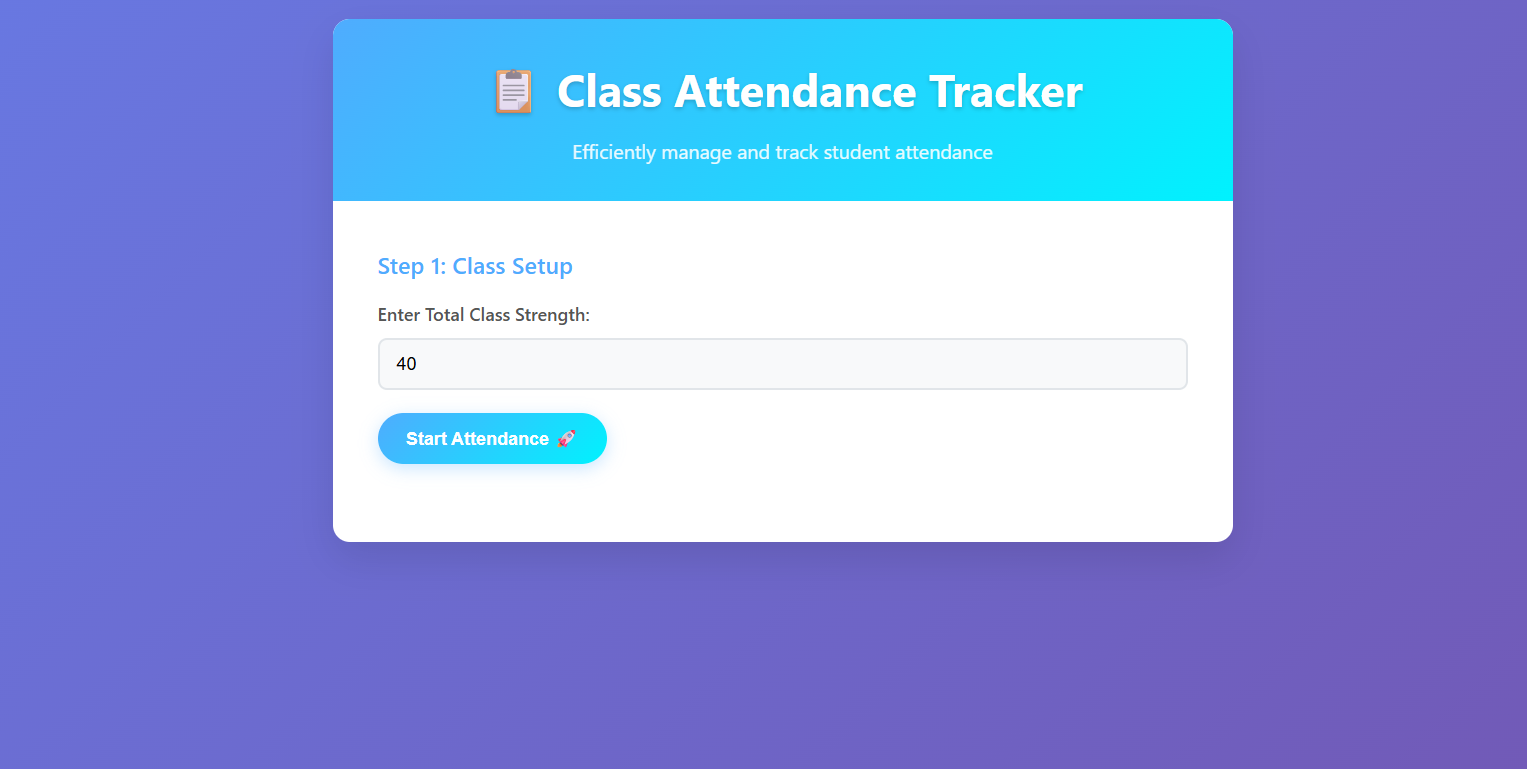 📋 Class Attendance Tracker
Efficiently manage and track student attendance
Step 1: Class Setup
Enter Total Class Strength:
40
Start Attendance 🚀